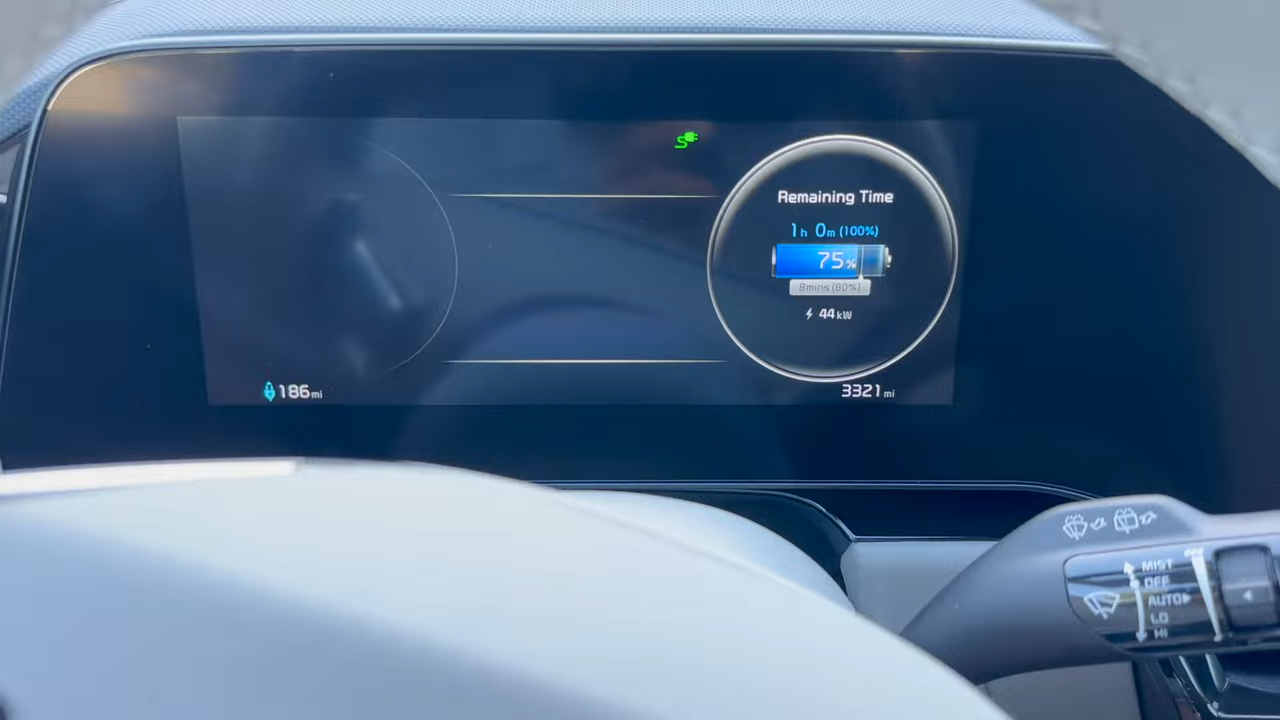 Remaining Time
1h 0m (100%)
75%
8mins (80%)
44kW
186mi
3321mi
MIST
OFF
AUTO
LO
HI